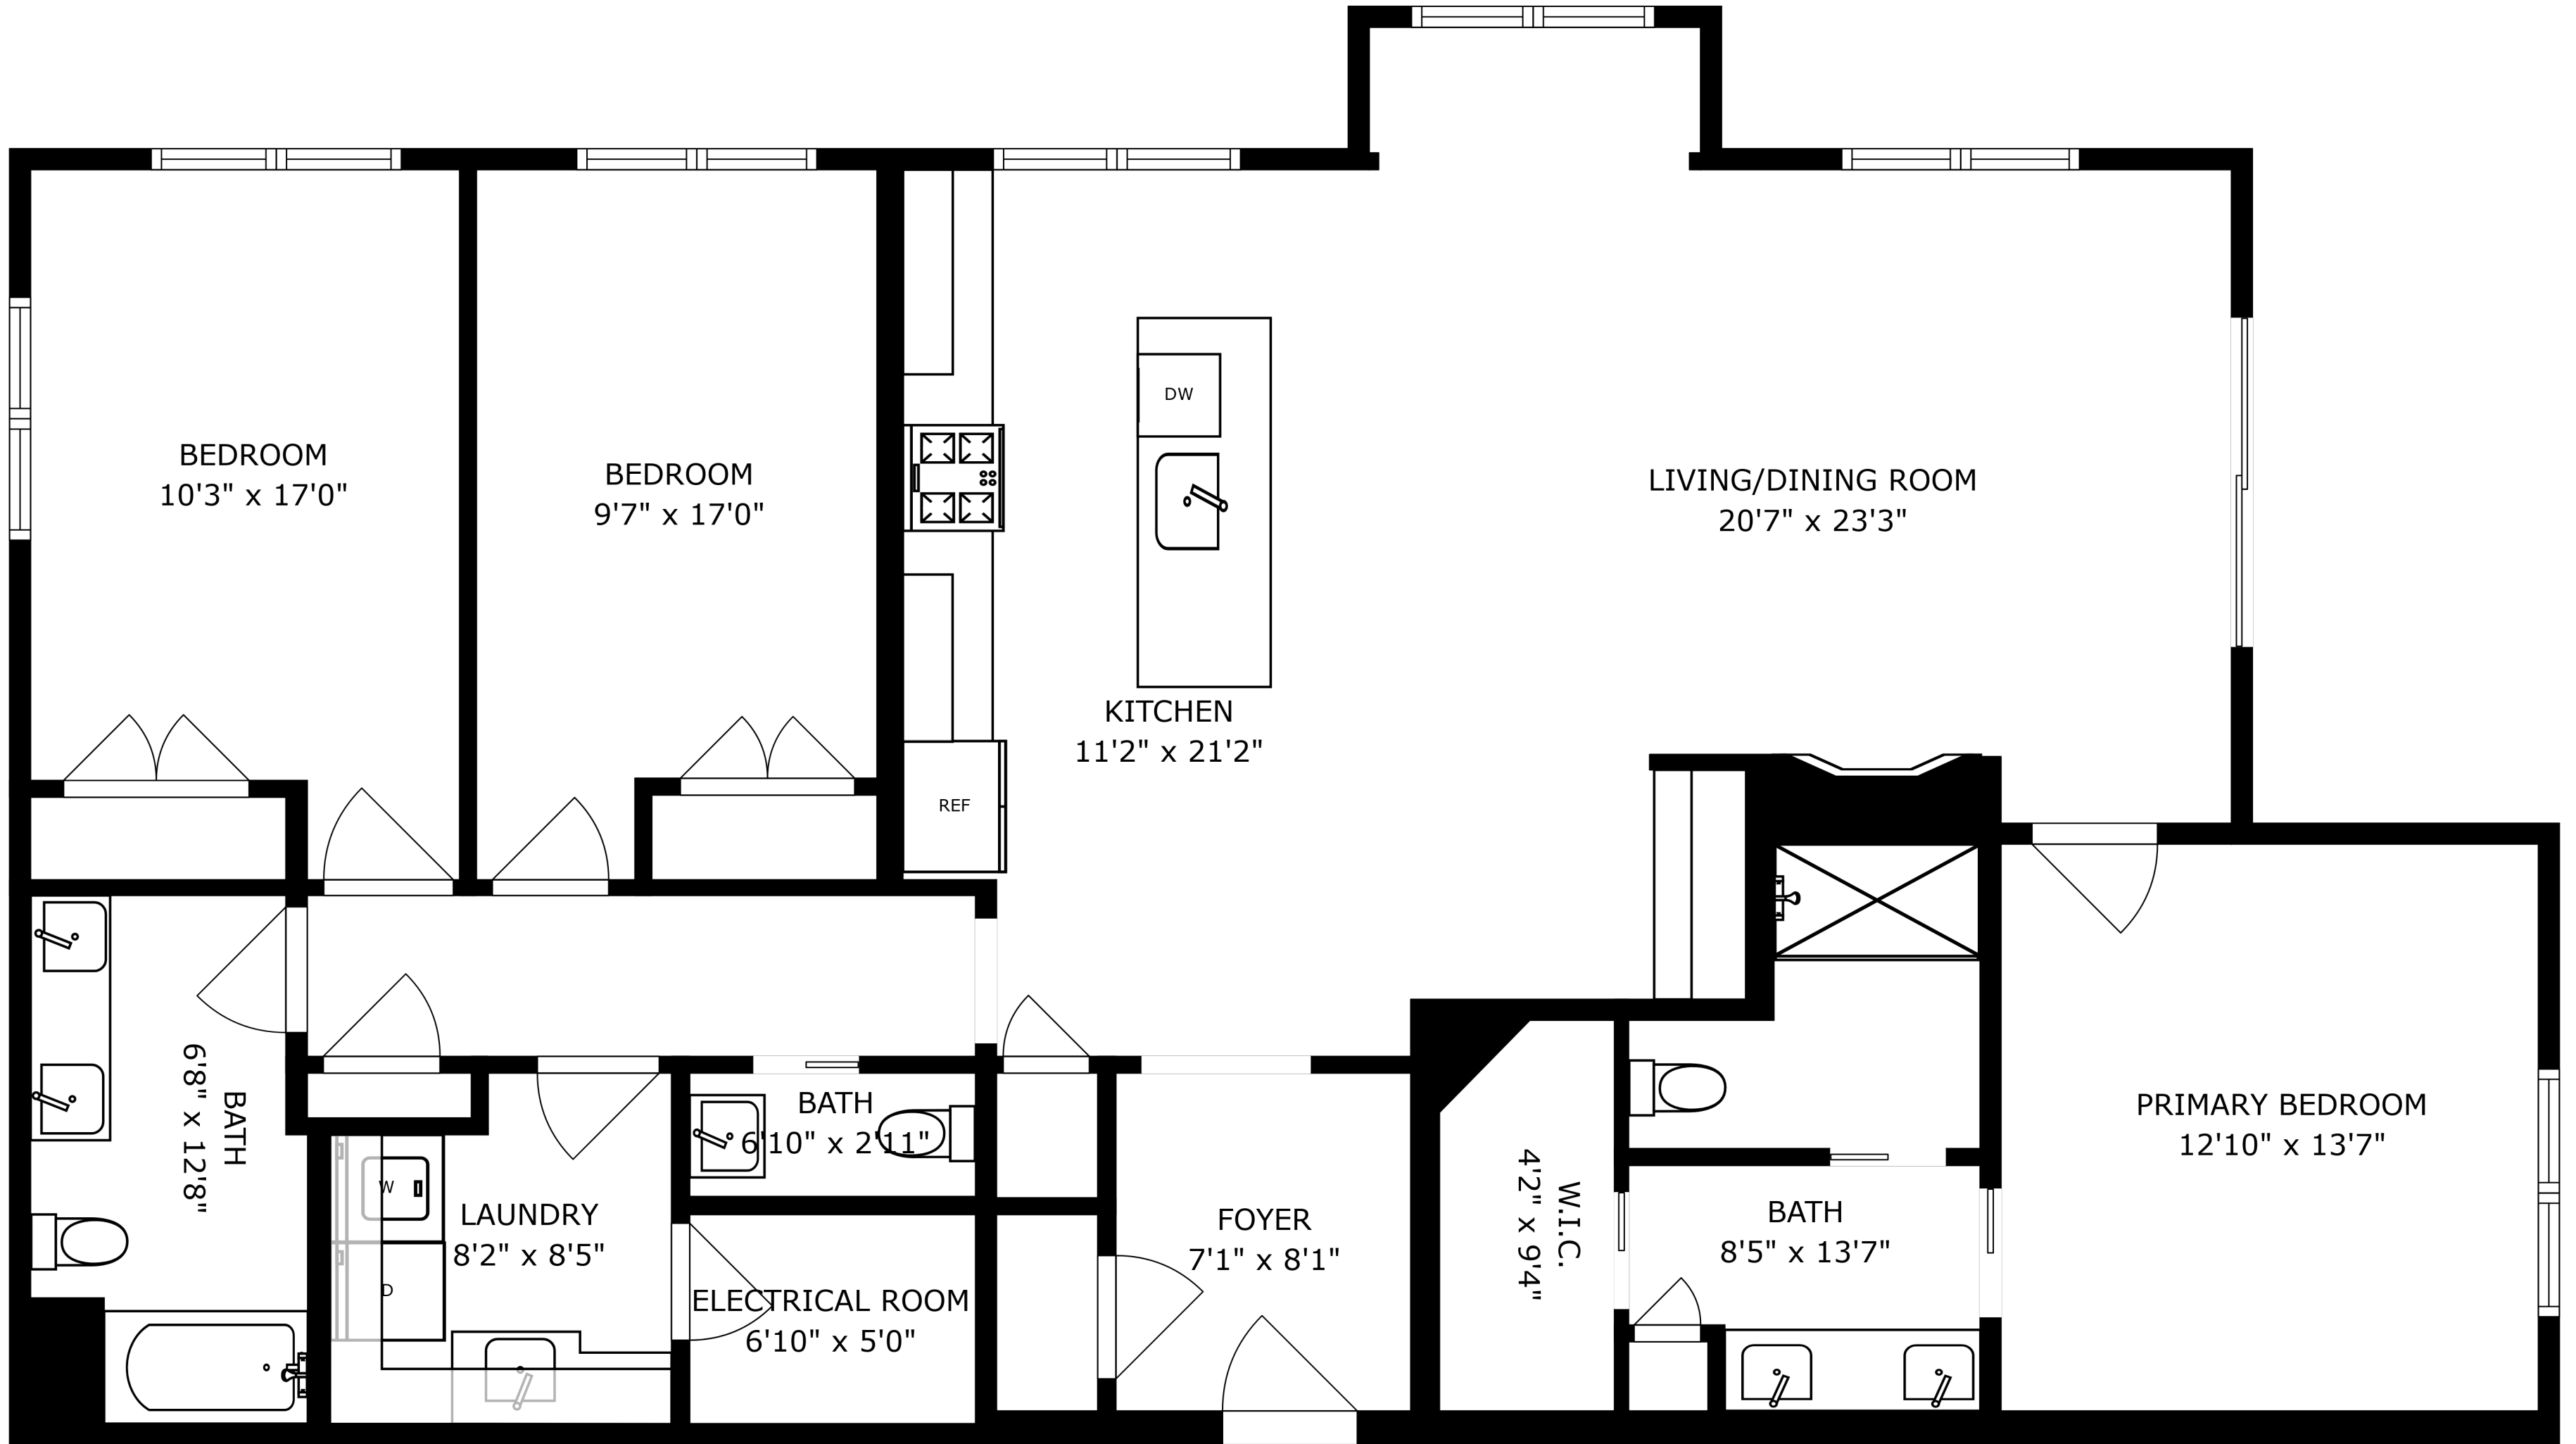 BEDROOM
10'3" x 17'0"
BEDROOM
9'7" x 17'0"
DW
LIVING/DINING ROOM
20'7" x 23'3"
KITCHEN
11'2" x 21'2"
REF
BATH
6'8" x 12'8"
W
D
LAUNDRY
8'2" x 8'5"
BATH
6'10" x 2'11"
ELECTRICAL ROOM
6'10" x 5'0"
FOYER
7'1" x 8'1"
W.I.C.
4'2" x 9'4"
BATH
8'5" x 13'7"
PRIMARY BEDROOM
12'10" x 13'7"